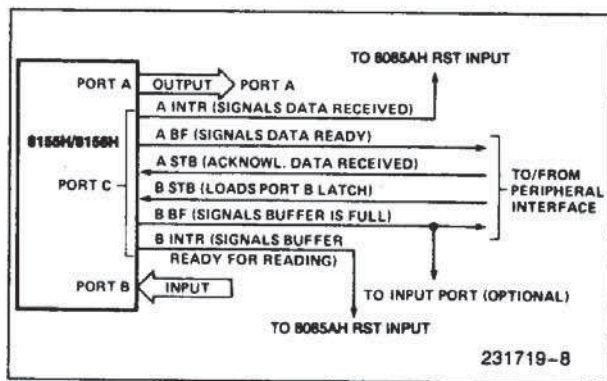 TO 8085AH RST INPUT
PORT A
OUTPUT
PORT A
A INTR (SIGNALS DATA RECEIVED)
8155H/8156H
A BF (SIGNALS DATA READY)
A STB (ACKNOWL. DATA RECEIVED)
PORT C
B STB (LOADS PORT B LATCH)
TO/FROM
PERIPHERAL
INTERFACE
B BF (SIGNALS BUFFER IS FULL)
B INTR (SIGNALS BUFFER
READY FOR READING)
PORT B
INPUT
TO INPUT PORT (OPTIONAL)
TO 8085AH RST INPUT
231719-8